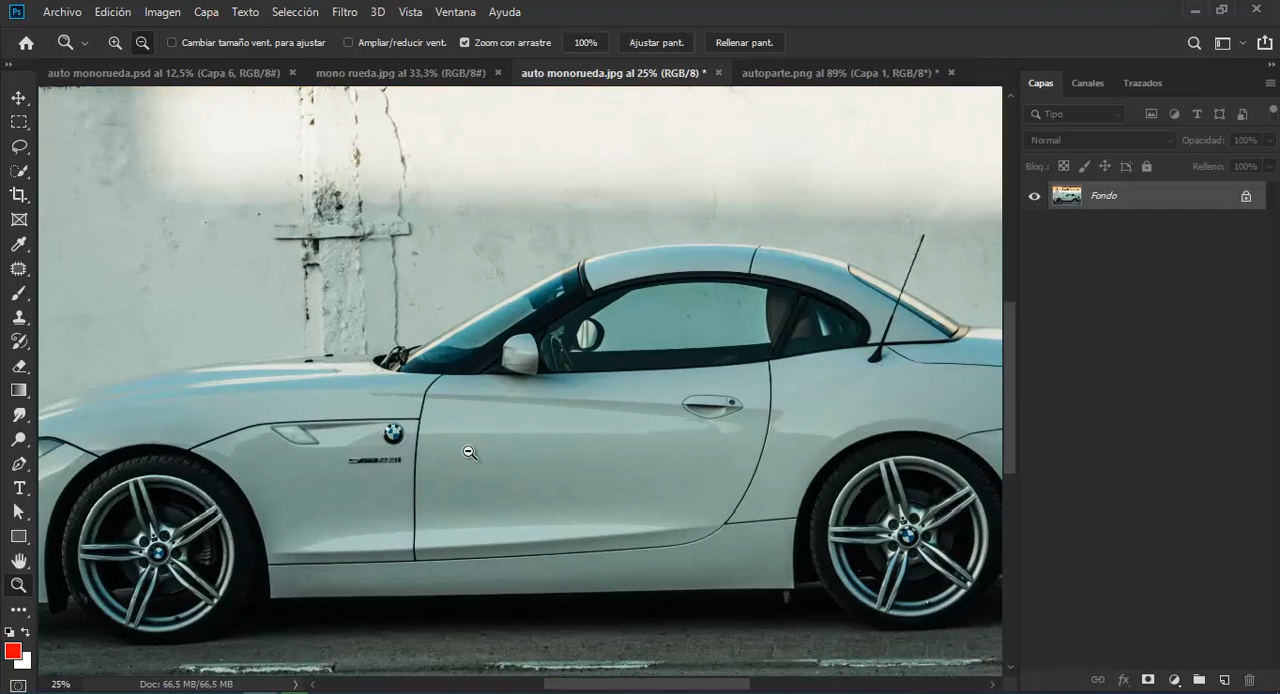 Ps Archivo Edición Imagen Capa Texto Selección Filtro 3D Vista Ventana Ayuda
Cambiar tamaño vent. para ajustar Ampliar/reducir vent. Zoom con arrastre 100% Ajustar pant. Rellenar pant.
auto monorueda.psd al 12,5% (Capa 6, RGB/8#) × mono rueda.jpg al 33,3% (RGB/8#) × auto monorueda.jpg al 25% (RGB/8) * × autoparte.png al 89% (Capa 1, RGB/8*) * ×
Capas Canales Trazados
Tipo
Normal Opacidad: 100%
Bloq.: Relleno: 100%
Fondo
25% Doc: 66,5 MB/66,5 MB